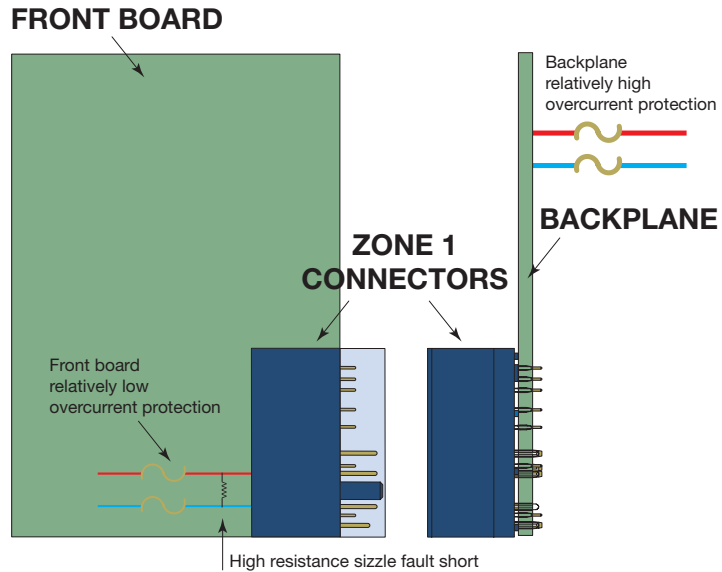 FRONT BOARD
Backplane
relatively high
overcurrent protection
BACKPLANE
ZONE 1
CONNECTORS
Front board
relatively low
overcurrent protection
High resistance sizzle fault short